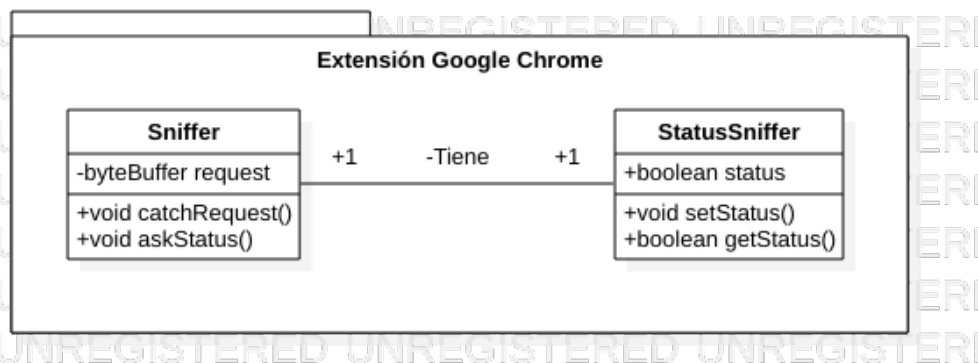 Extensión Google Chrome
Sniffer
-byteBuffer request
+void catchRequest()
+void askStatus()
+1 -Tiene +1
StatusSniffer
+boolean status
+void setStatus()
+boolean getStatus()
UNREGISTERED UNREGISTERED UNREGISTER